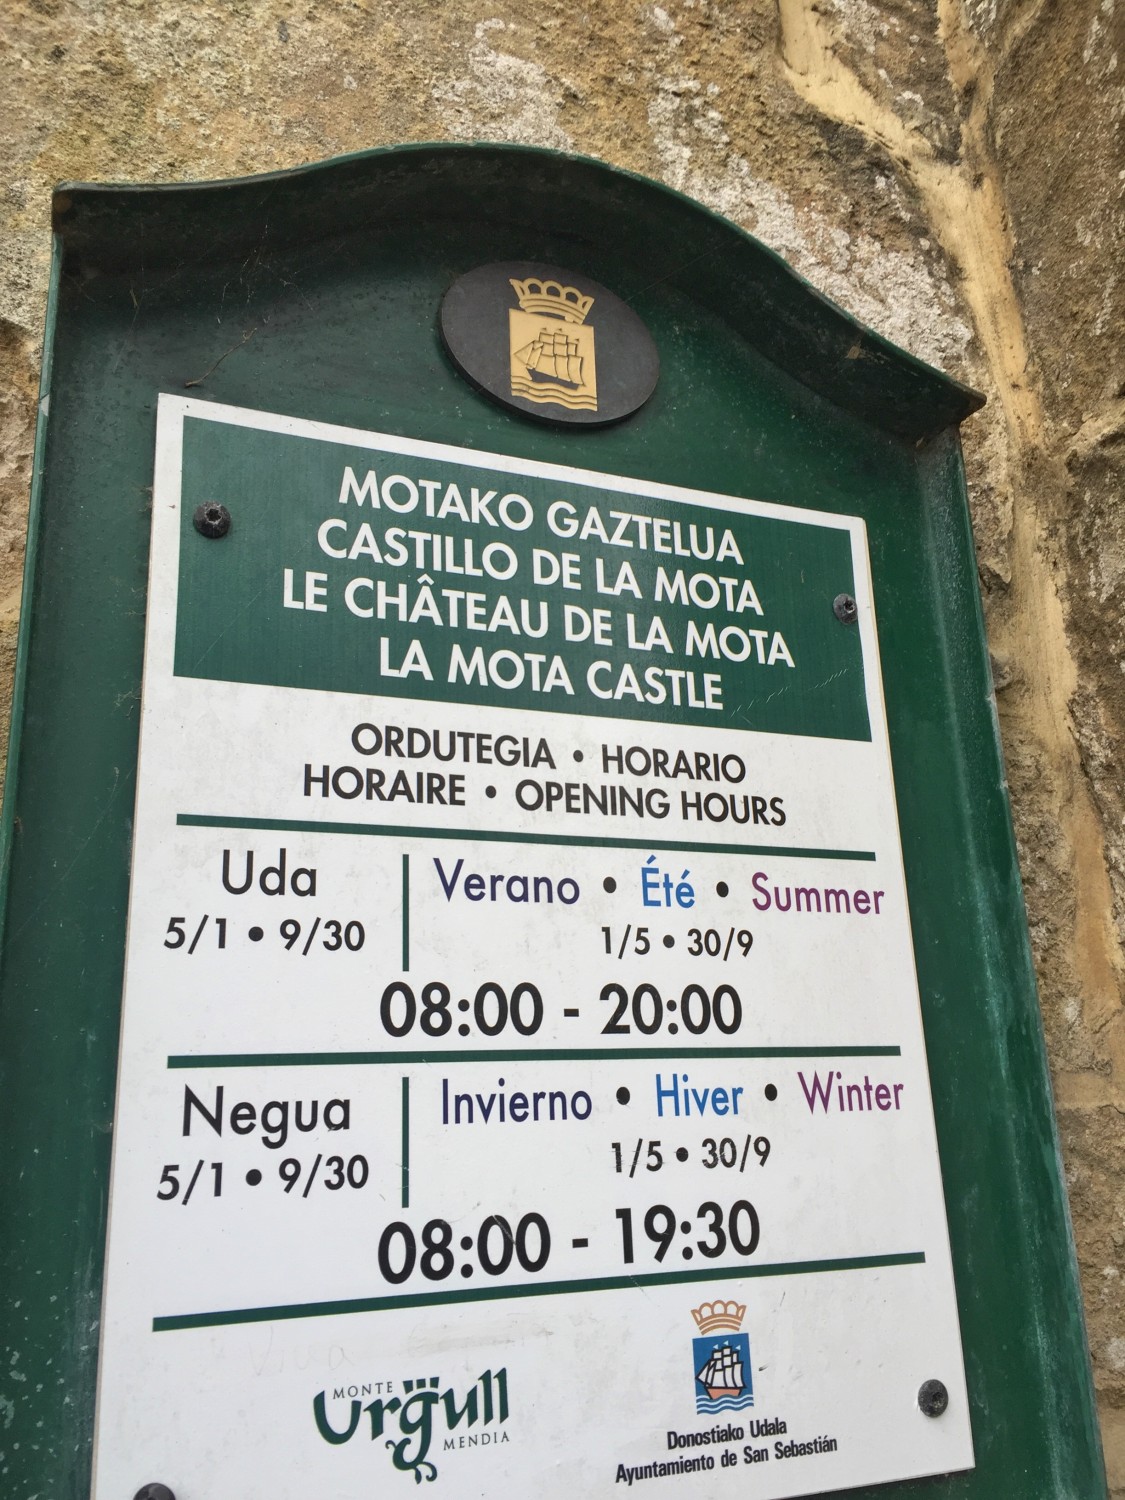 MOTAKO GAZTELUA
CASTILLO DE LA MOTA
LE CHÂTEAU DE LA MOTA
LA MOTA CASTLE
ORDUTEGIA • HORARIO
HORAIRE • OPENING HOURS
Uda Verano • Été • Summer
5/1 • 9/30 1/5 • 30/9
08:00 - 20:00
Negua Invierno • Hiver • Winter
5/1 • 9/30 1/5 • 30/9
08:00 - 19:30
MONTE
Urgull
MENDIA
Donostiako Udala
Ayuntamiento de San Sebastián